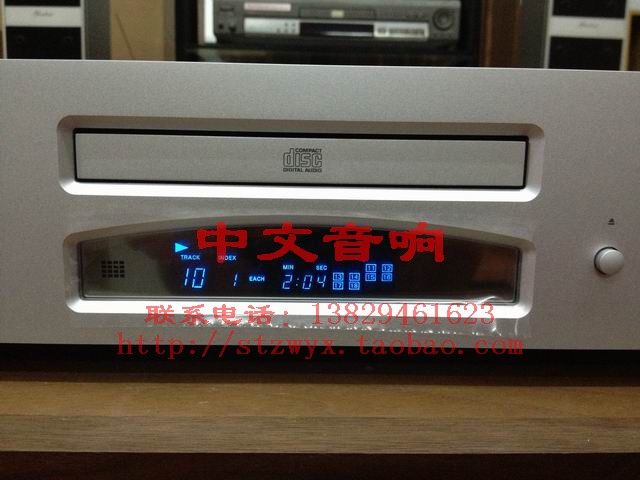 COMPACT
disc
DIGITAL AUDIO
中文音响
TRACK INDEX MIN SEC
10 1 EACH 2:04
11 12
13 14 15 16
17 18
联系电话：13829461623
http://stzwyx.taobao.com